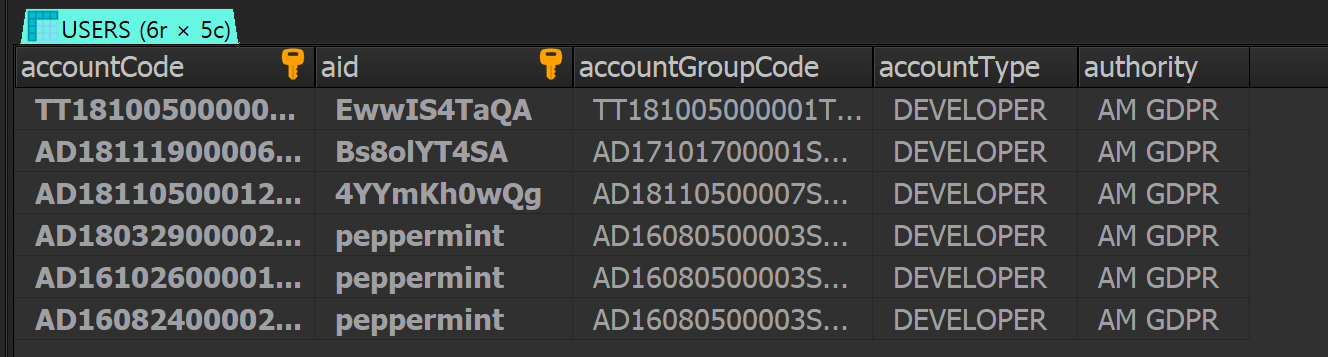 USERS (6r × 5c)
accountCode aid accountGroupCode accountType authority
TT18100500000... EwwIS4TaQA TT181005000001T... DEVELOPER AM GDPR
AD18111900006... Bs8olYT4SA AD17101700001S... DEVELOPER AM GDPR
AD18110500012... 4YYmKh0wQg AD18110500007S... DEVELOPER AM GDPR
AD18032900002... peppermint AD16080500003S... DEVELOPER AM GDPR
AD16102600001... peppermint AD16080500003S... DEVELOPER AM GDPR
AD16082400002... peppermint AD16080500003S... DEVELOPER AM GDPR